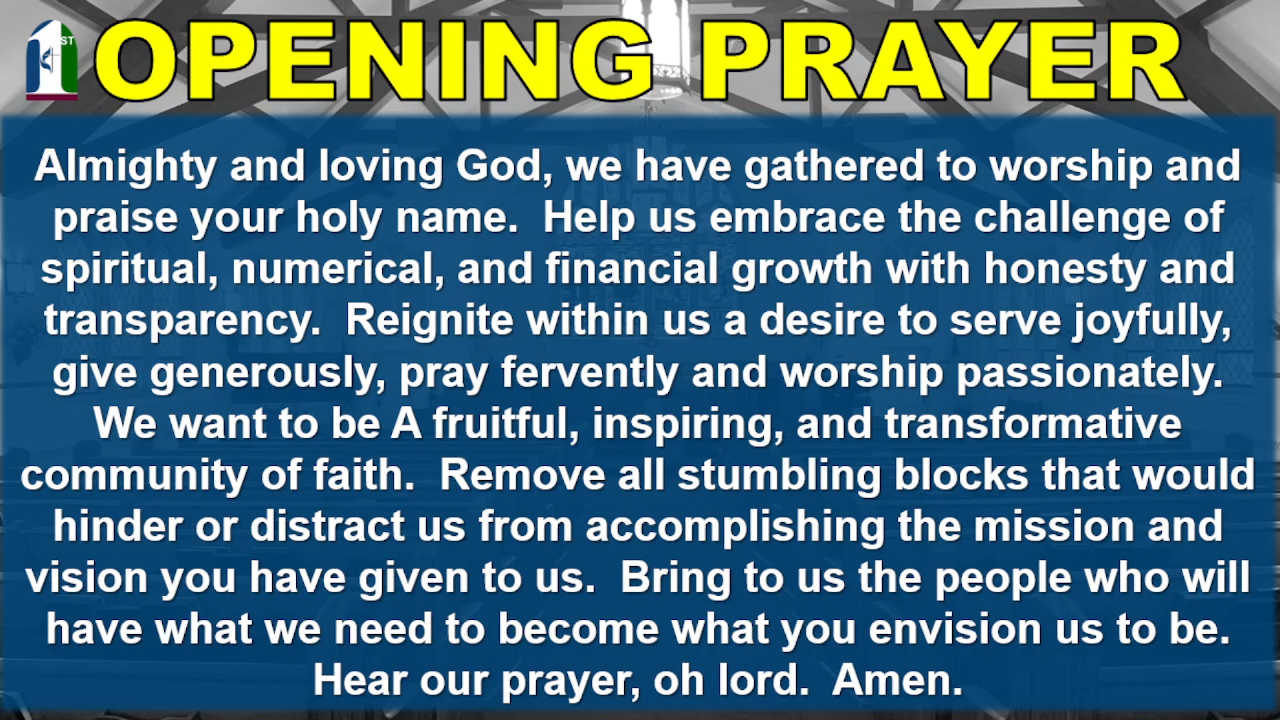 1ST
OPENING PRAYER
Almighty and loving God, we have gathered to worship and
praise your holy name.  Help us embrace the challenge of
spiritual, numerical, and financial growth with honesty and
transparency.  Reignite within us a desire to serve joyfully,
give generously, pray fervently and worship passionately.
We want to be A fruitful, inspiring, and transformative
community of faith.  Remove all stumbling blocks that would
hinder or distract us from accomplishing the mission and
vision you have given to us.  Bring to us the people who will
have what we need to become what you envision us to be.
Hear our prayer, oh lord.  Amen.